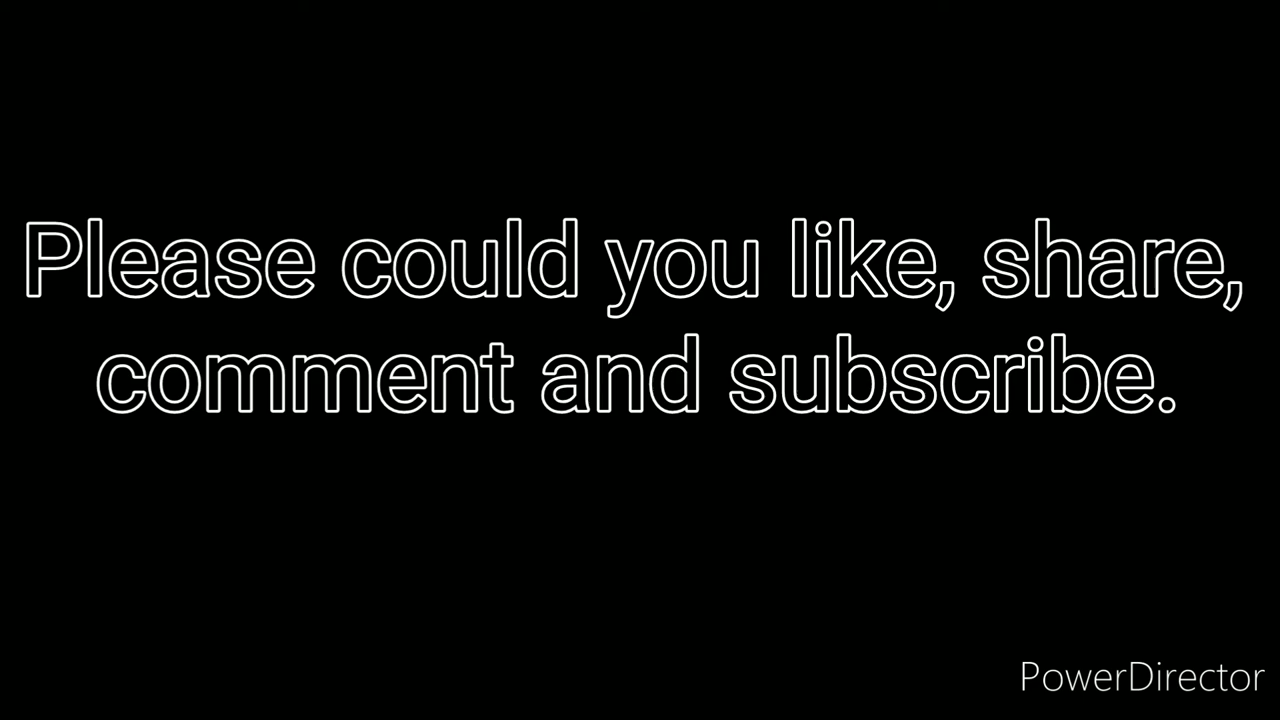 Please could you like, share,
comment and subscribe.
PowerDirector